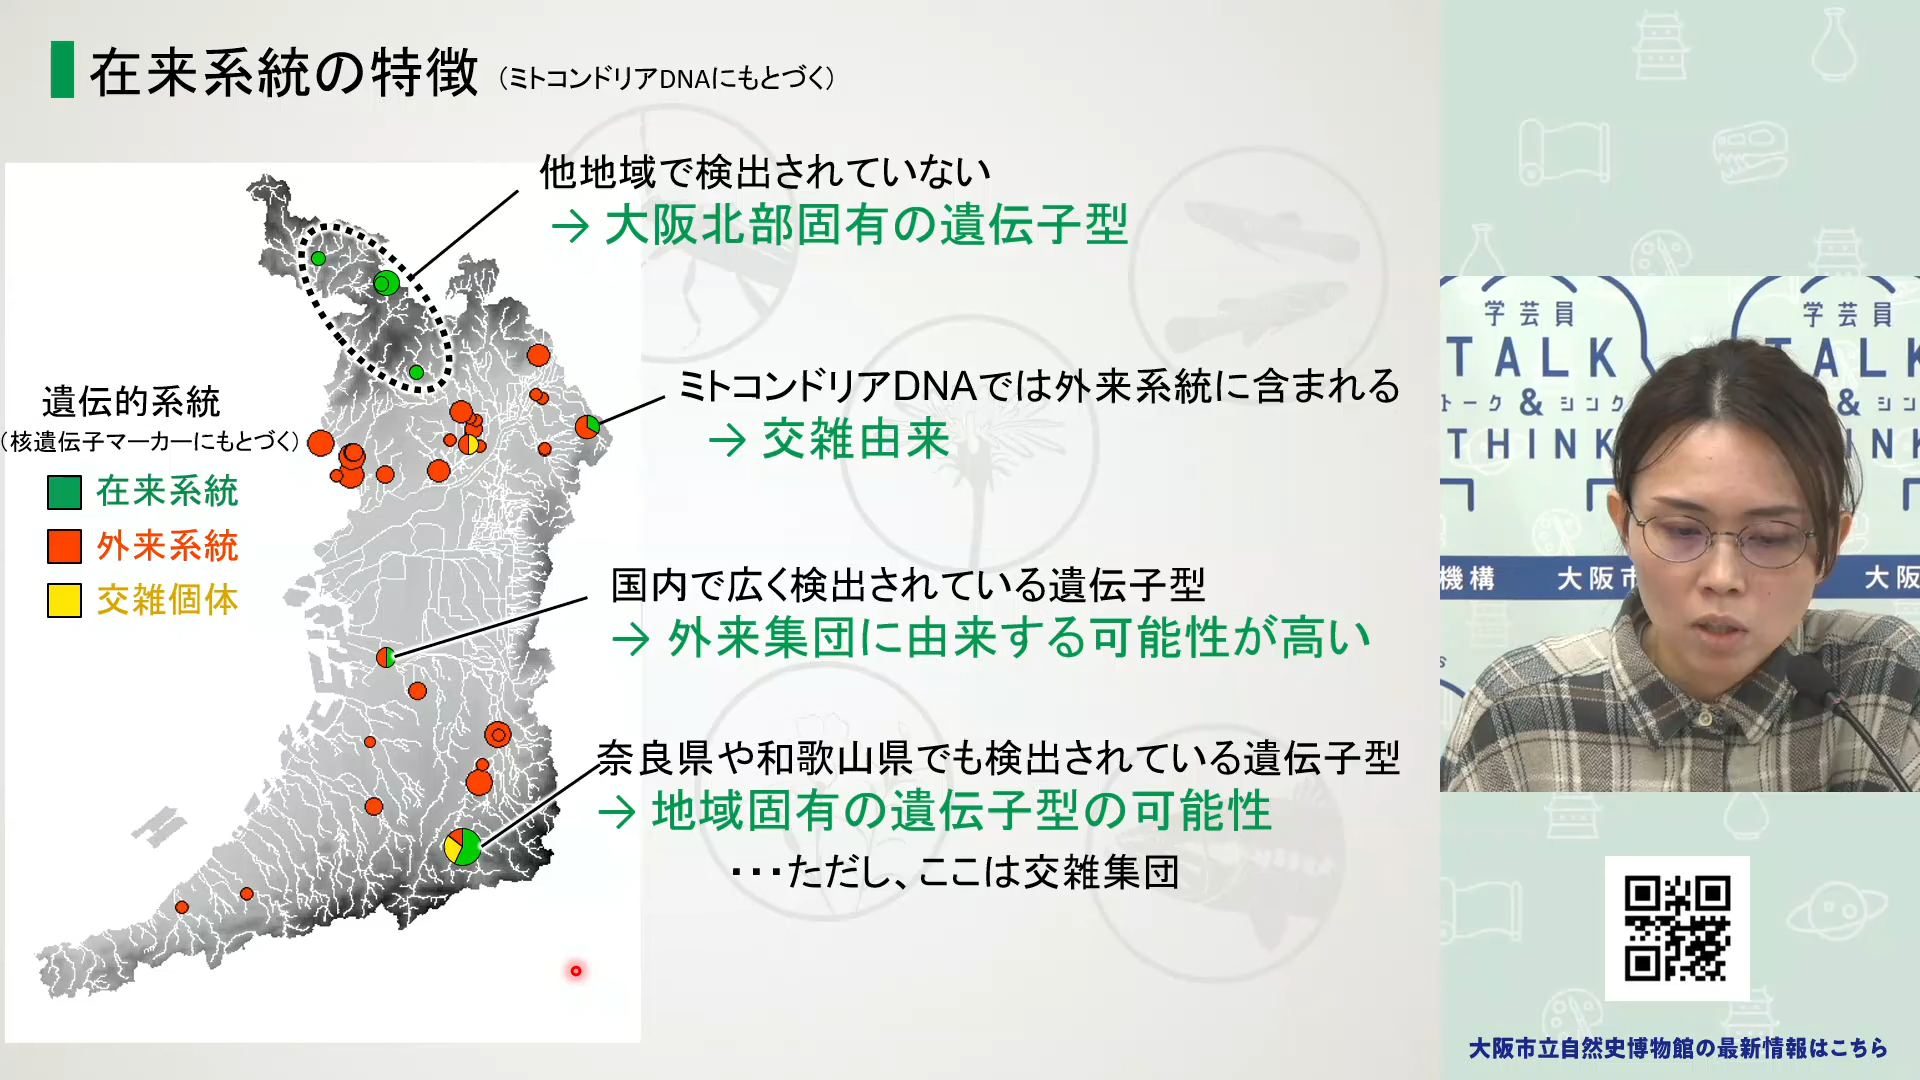 在来系統の特徴（ミトコンドリアDNAにもとづく）
他地域で検出されていない
→ 大阪北部固有の遺伝子型
ミトコンドリアDNAでは外来系統に含まれる
→ 交雑由来
遺伝的系統
（核遺伝子マーカーにもとづく）
在来系統
外来系統
交雑個体
国内で広く検出されている遺伝子型
→ 外来集団に由来する可能性が高い
奈良県や和歌山県でも検出されている遺伝子型
→ 地域固有の遺伝子型の可能性
・・・ただし、ここは交雑集団
学芸員
TALK
トーク & シンク
THINK
学芸員
TALK
& シン
INK
機構
大阪市
大阪
大阪市立自然史博物館の最新情報はこちら